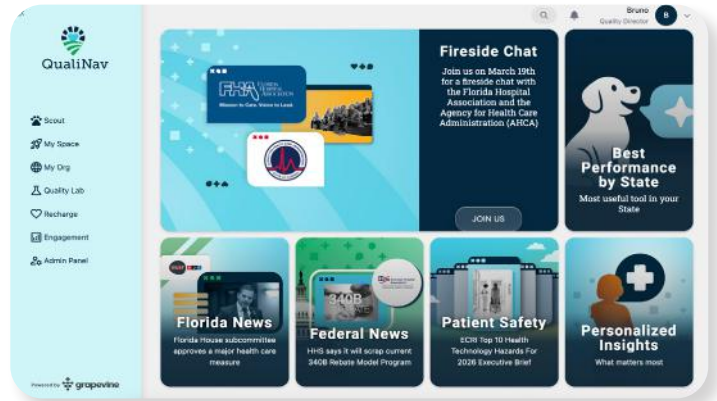 Bruno
Quality Director
B
QualiNav
Scout
My Space
My Org
Quality Lab
Recharge
Engagement
Admin Panel
Powered by grapevine
FHA
FLORIDA
HOSPITAL
ASSOCIATION
Mission to Care. Vision to Lead.
Fireside Chat
Join us on March 19th
for a fireside chat with
the Florida Hospital
Association and the
Agency for Health Care
Administration (AHCA)
JOIN US
Best
Performance
by State
Most useful tool in your
State
Florida News
Florida House subcommittee
approves a major health care
measure
340B
Federal News
HHS says it will scrap current
340B Rebate Model Program
Patient Safety
ECRI Top 10 Health
Technology Hazards For
2026 Executive Brief
Personalized
Insights
What matters most